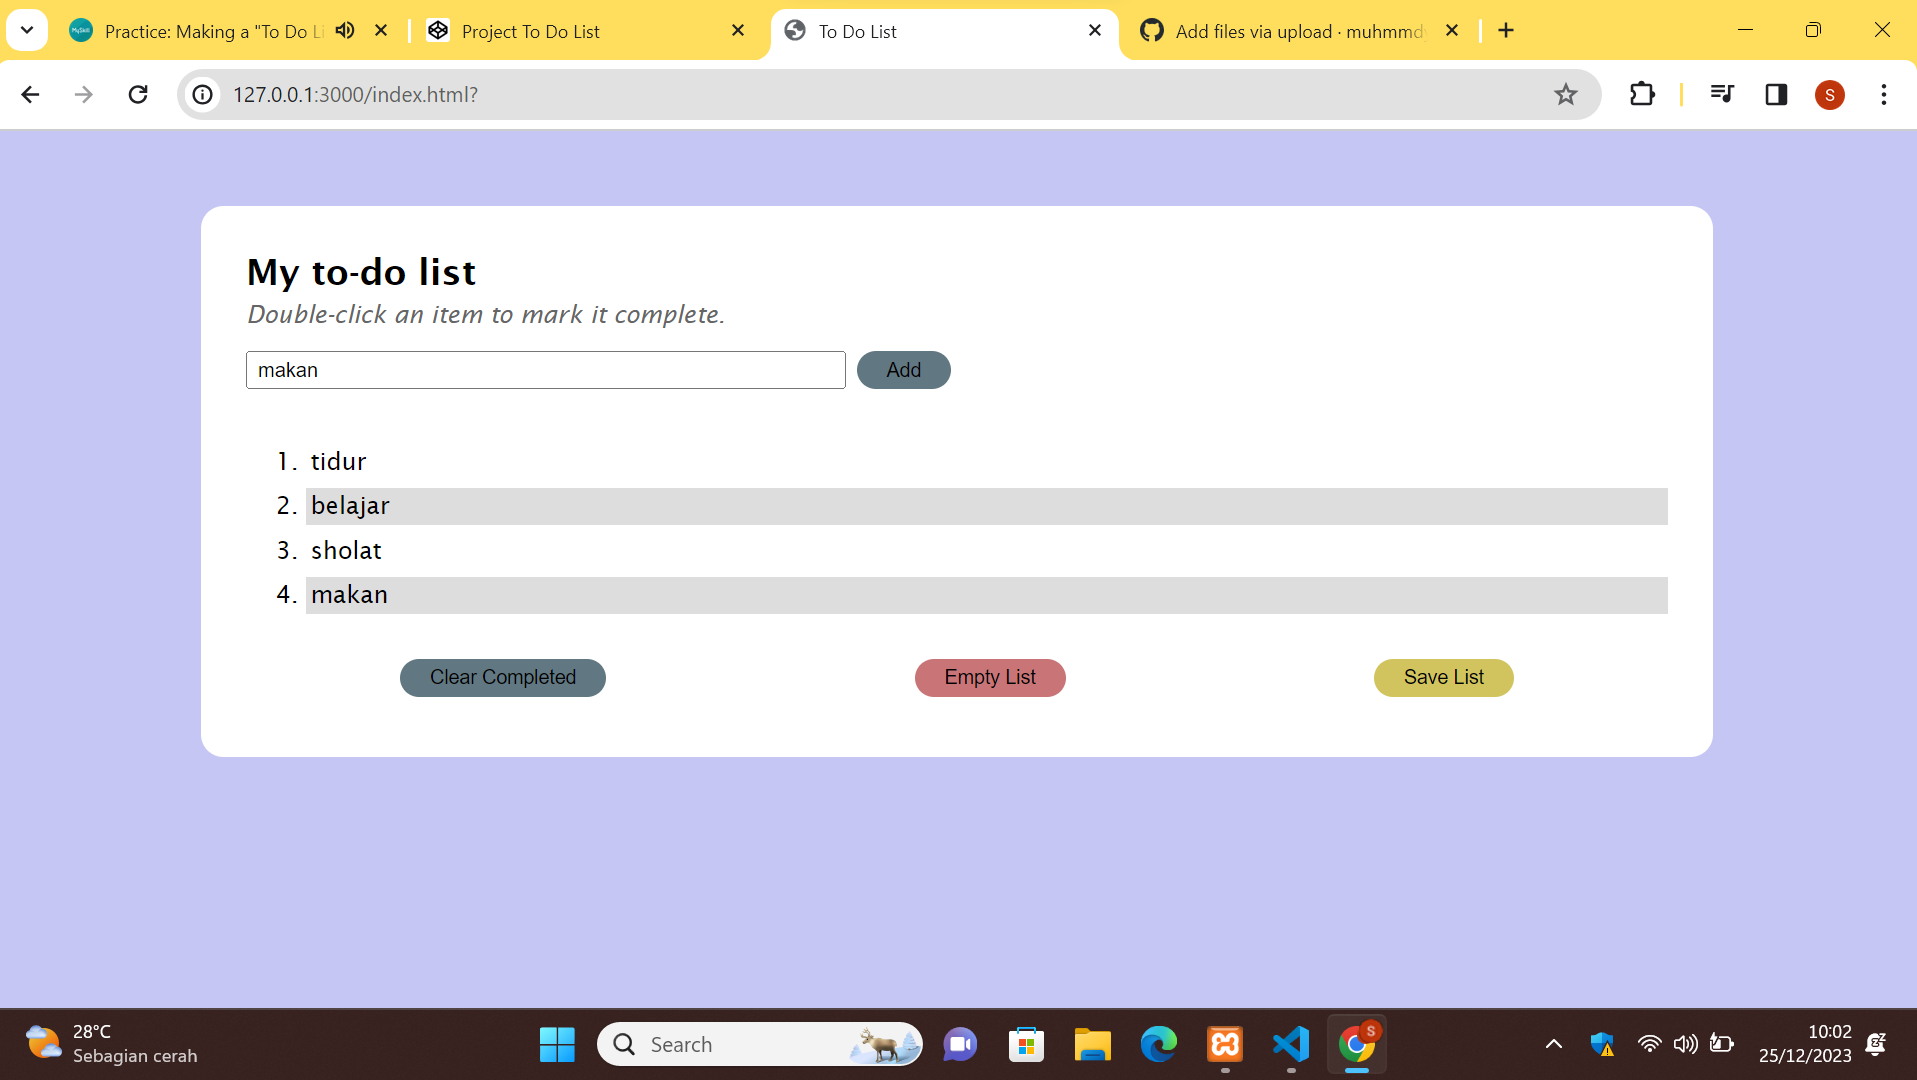 Practice: Making a "To Do Li
Project To Do List
To Do List
Add files via upload · muhmmd
127.0.0.1:3000/index.html?
S
My to-do list
Double-click an item to mark it complete.
makan
Add
1. tidur
2. belajar
3. sholat
4. makan
Clear Completed
Empty List
Save List
28°C
Sebagian cerah
Search
S
10:02
25/12/2023